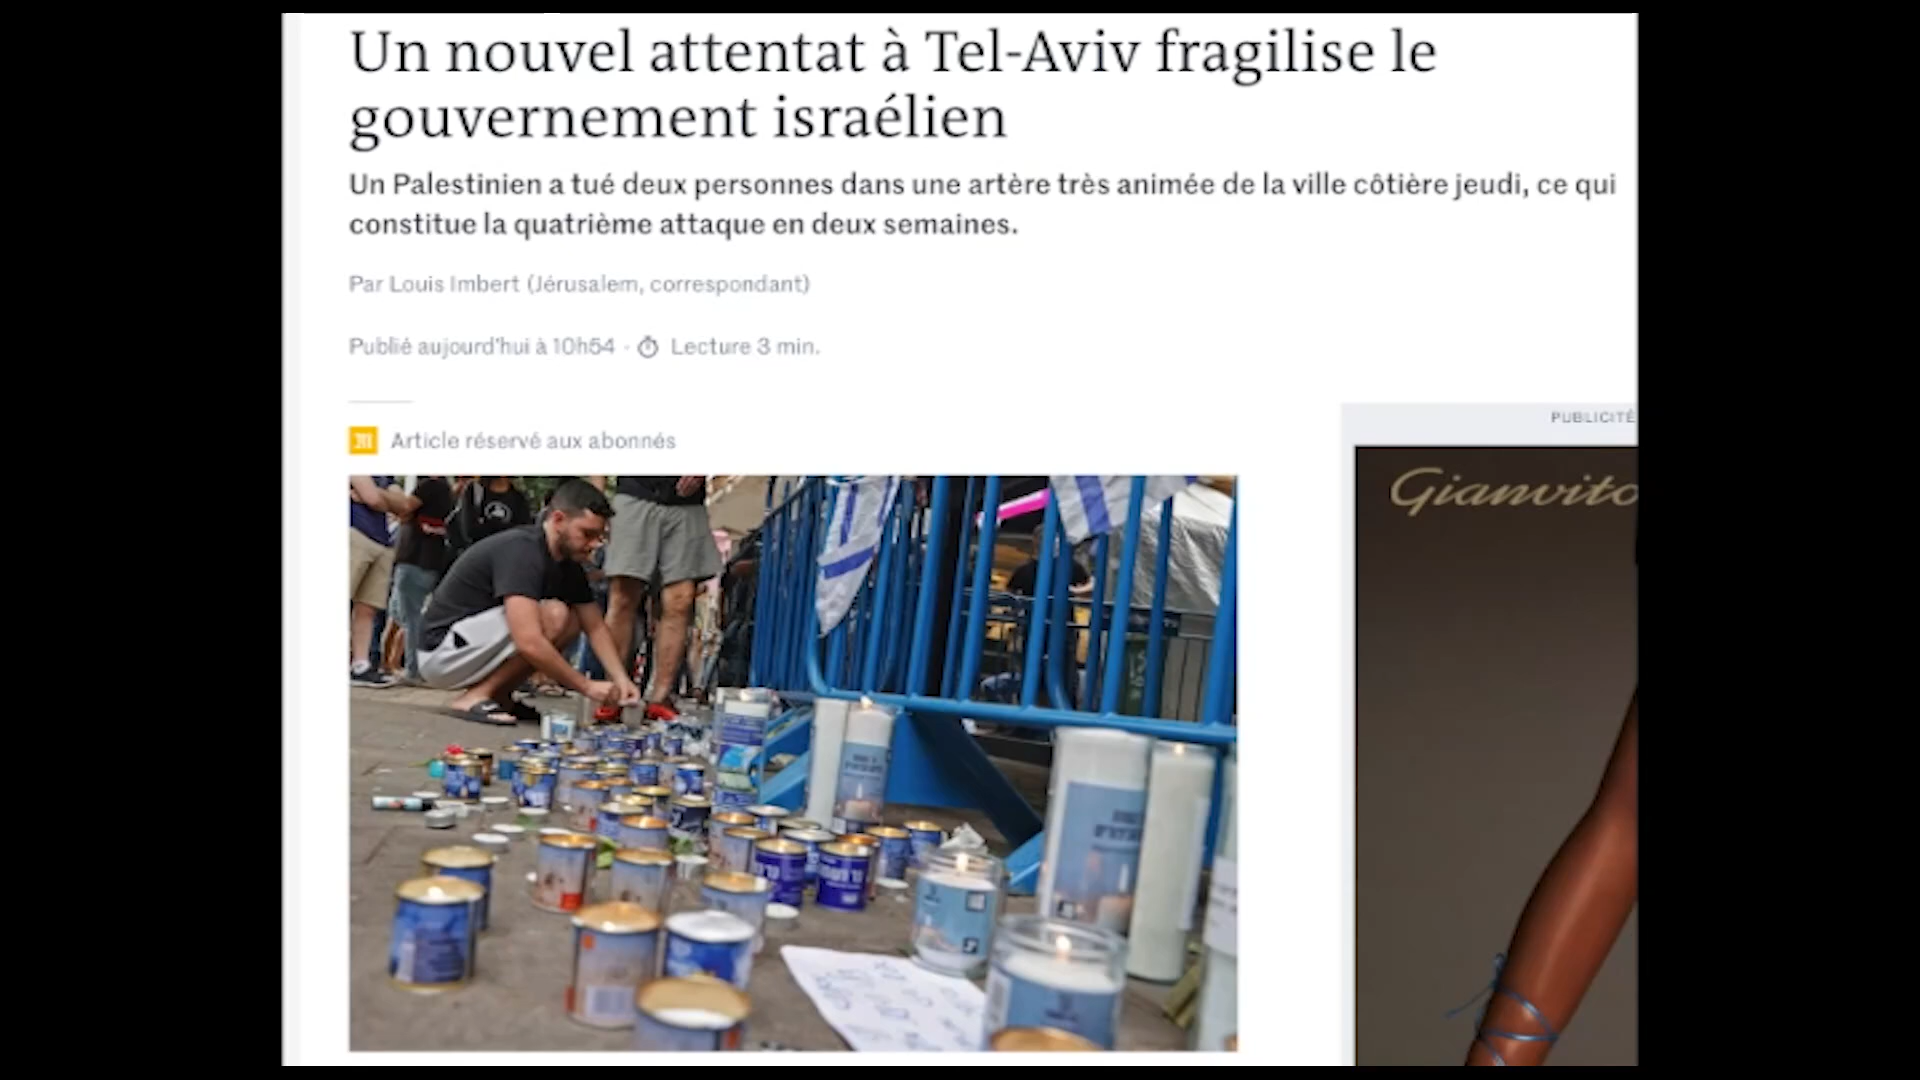 Un nouvel attentat à Tel-Aviv fragilise le
gouvernement israélien
Un Palestinien a tué deux personnes dans une artère très animée de la ville côtière jeudi, ce qui
constitue la quatrième attaque en deux semaines.
Par Louis Imbert (Jérusalem, correspondant)
Publié aujourd'hui à 10h54 · Lecture 3 min.
Article réservé aux abonnés
PUBLICITÉ
Gianvito